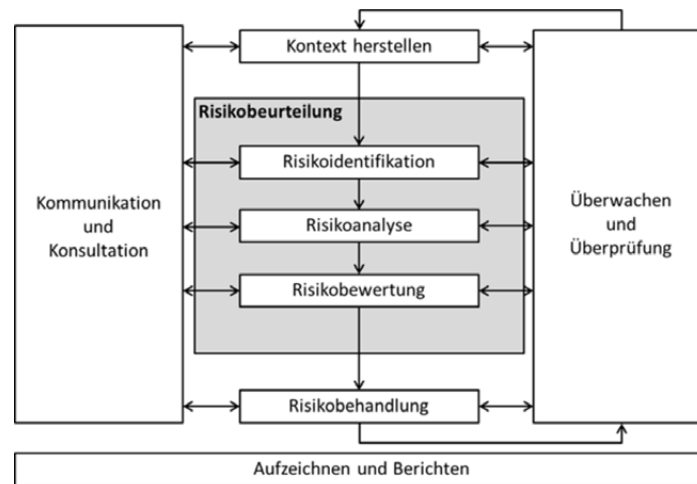 Kontext herstellen
Risikobeurteilung
Risikoidentifikation
Kommunikation
und
Konsultation
Risikoanalyse
Überwachen
und
Überprüfung
Risikobewertung
Risikobehandlung
Aufzeichnen und Berichten